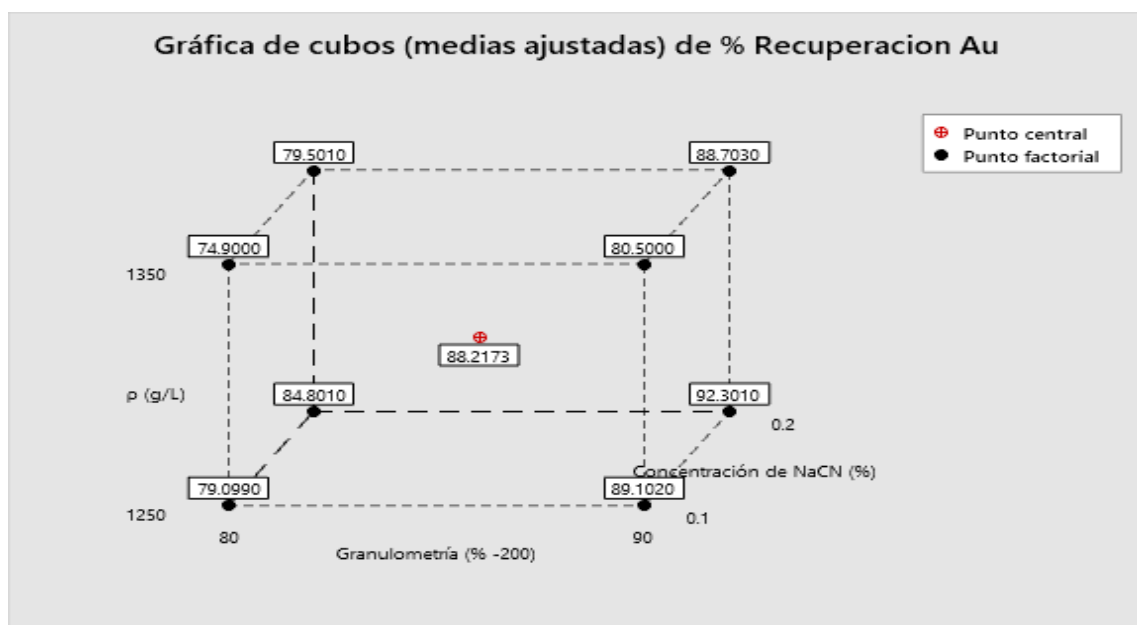 Gráfica de cubos (medias ajustadas) de % Recuperacion Au
Punto central
Punto factorial
79.5010
88.7030
74.9000
80.5000
1350
88.2173
ρ (g/L)
84.8010
92.3010
0.2
Concentración de NaCN (%)
79.0990
89.1020
1250
0.1
80
90
Granulometría (% -200)